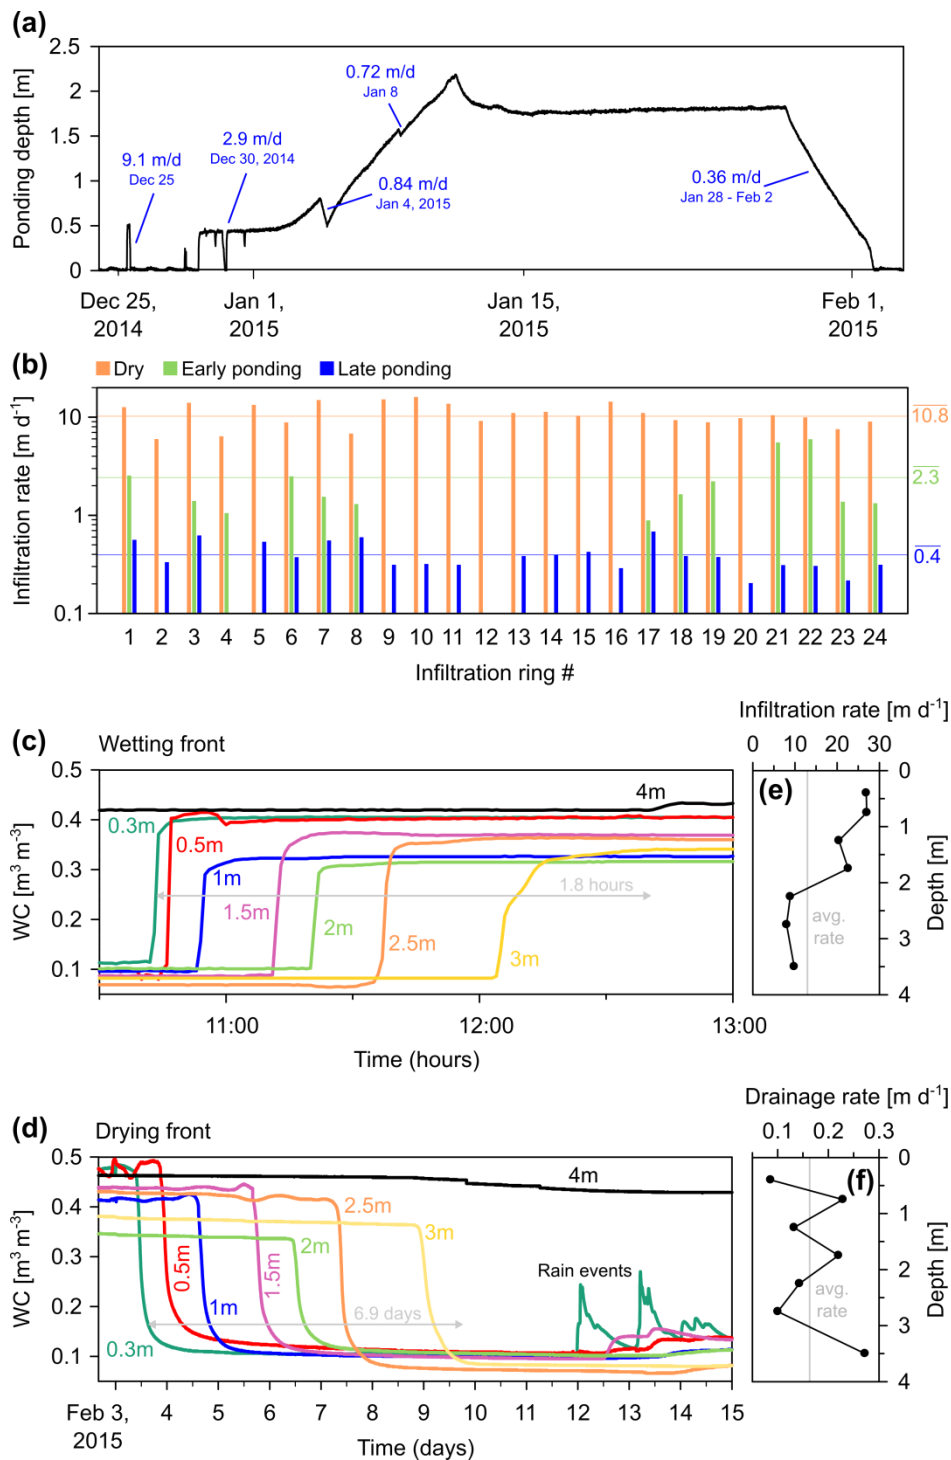 (a)
Ponding depth [m]
2.5
2
1.5
1
0.5
0
9.1 m/d
Dec 25
2.9 m/d
Dec 30, 2014
0.72 m/d
Jan 8
0.84 m/d
Jan 4, 2015
0.36 m/d
Jan 28 - Feb 2
Dec 25,
2014
Jan 1,
2015
Jan 15,
2015
Feb 1,
2015
(b)
Dry
Early ponding
Late ponding
Infiltration rate [m d⁻¹]
10
1
0.1
10.8
2.3
0.4
1 2 3 4 5 6 7 8 9 10 11 12 13 14 15 16 17 18 19 20 21 22 23 24
Infiltration ring #
(c)
Wetting front
WC [m³ m⁻³]
0.5
0.4
0.3
0.2
0.1
4m
0.3m
0.5m
1m
1.5m
2m
2.5m
3m
1.8 hours
11:00 12:00 13:00
Time (hours)
Infiltration rate [m d⁻¹]
0 10 20 30
(e)
avg.
rate
0
1
2
3
4
Depth [m]
(d)
Drying front
WC [m³ m⁻³]
0.5
0.4
0.3
0.2
0.1
4m
2.5m
3m
2m
1.5m
0.5m
1m
0.3m
6.9 days
Rain events
Feb 3,
2015
4 5 6 7 8 9 10 11 12 13 14 15
Time (days)
Drainage rate [m d⁻¹]
0.1 0.2 0.3
(f)
avg.
rate
0
1
2
3
4
Depth [m]